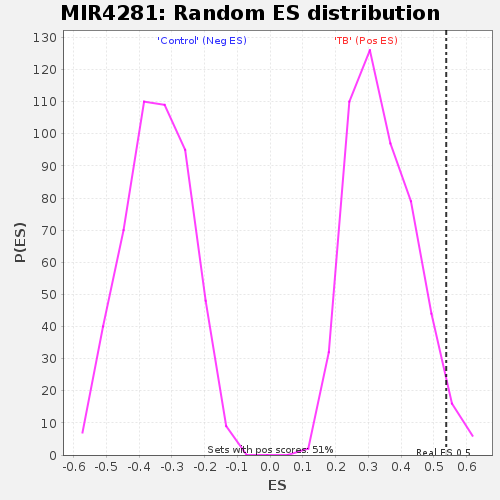 MIR4281: Random ES distribution
'Control' (Neg ES) 'TB' (Pos ES)
130
120
110
100
90
80
70
60
50
40
30
20
10
0
P(ES)
Sets with pos scores: 51%
Real ES 0.5
-0.6 -0.5 -0.4 -0.3 -0.2 -0.1 0.0 0.1 0.2 0.3 0.4 0.5 0.6
ES